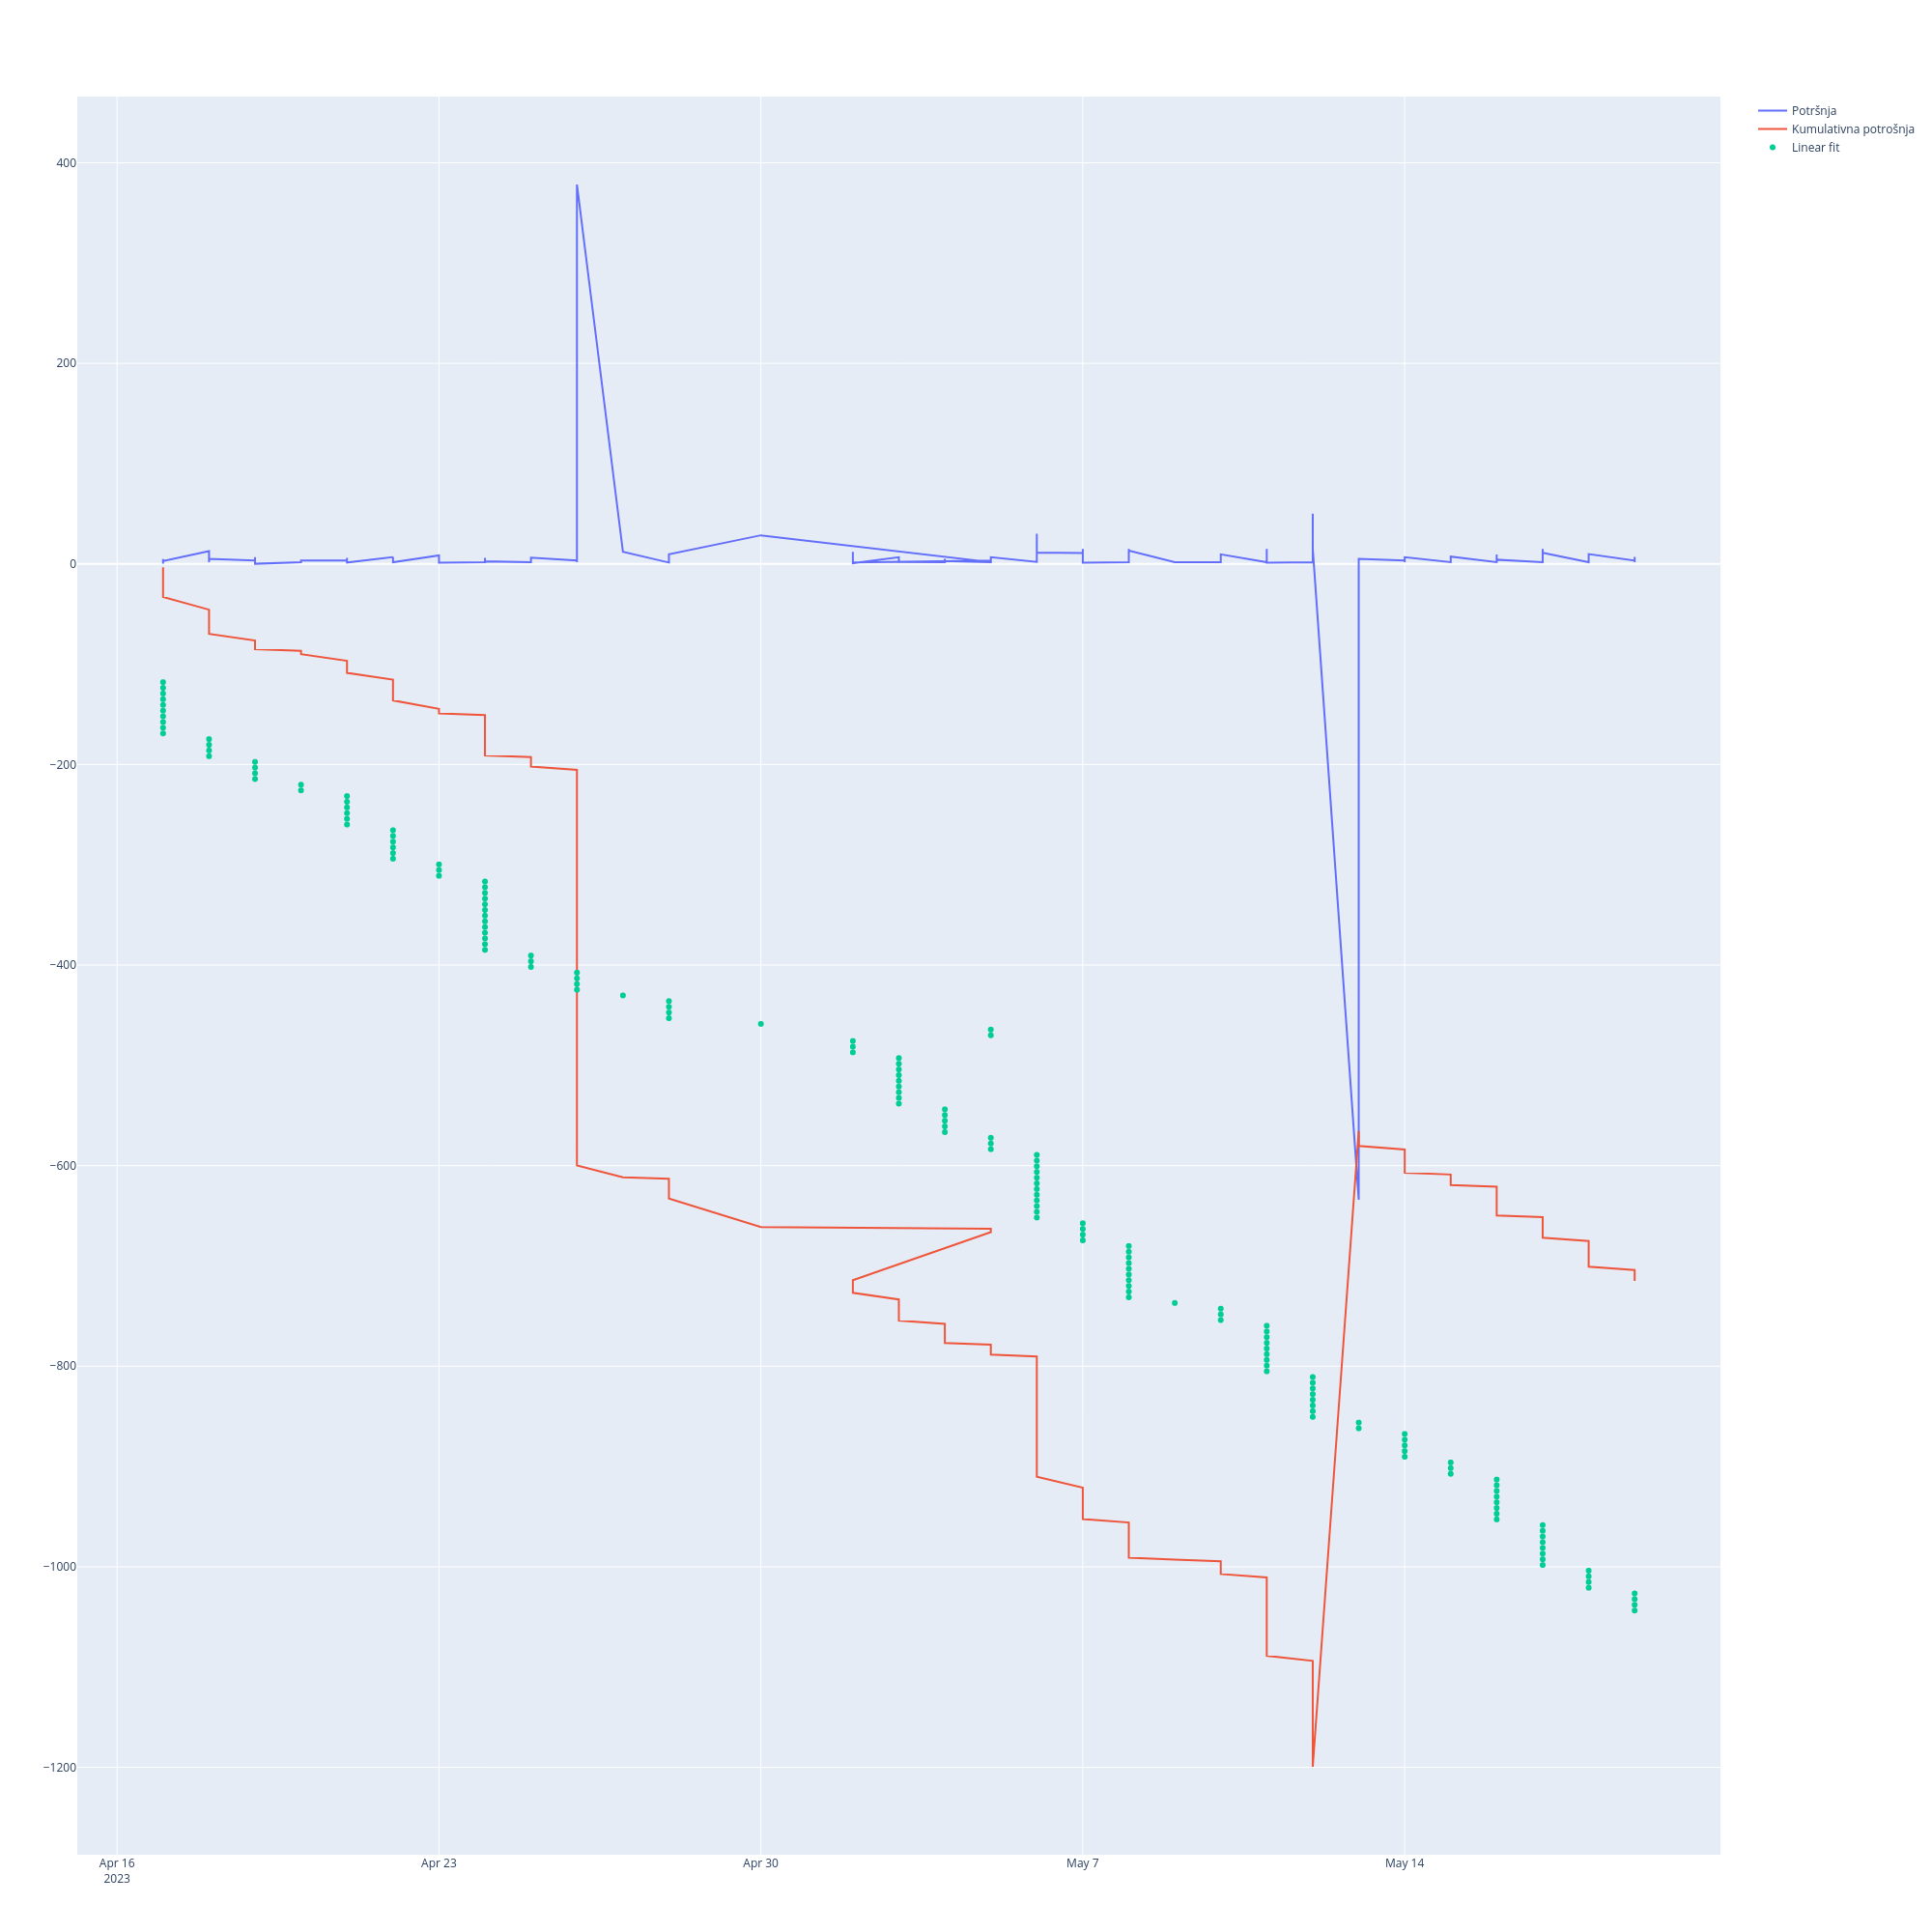 Potršnja
Kumulativna potrošnja
Linear fit
400
200
0
−200
−400
−600
−800
−1000
−1200
Apr 16
2023
Apr 23
Apr 30
May 7
May 14